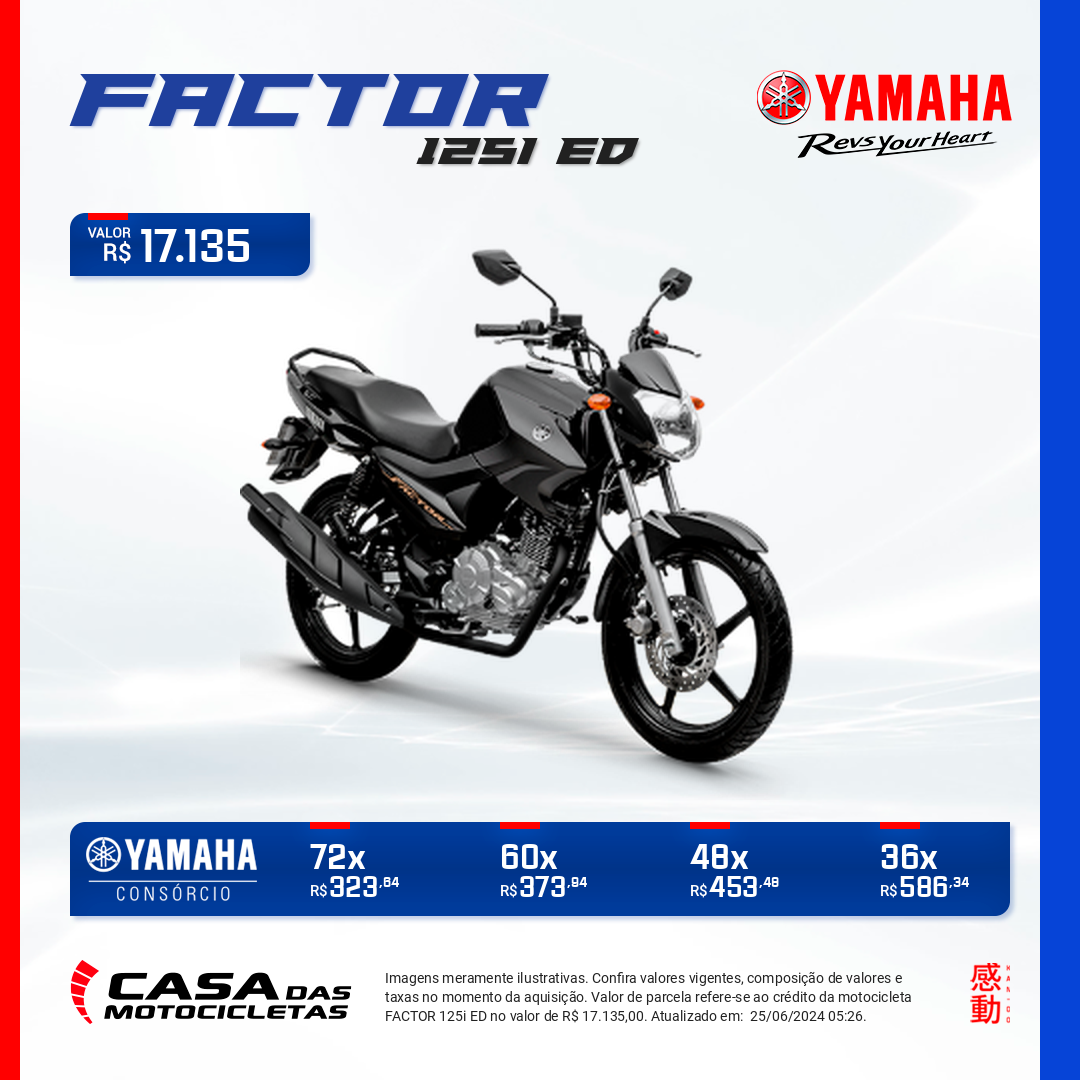 FACTOR
125I ED
YAMAHA
Revs Your Heart
VALOR
R$ 17.135
FACTOR
YAMAHA
CONSÓRCIO
72x
R$ 323,64
60x
R$ 373,94
48x
R$ 453,48
36x
R$ 586,34
CASA DAS
MOTOCICLETAS
Imagens meramente ilustrativas. Confira valores vigentes, composição de valores e
taxas no momento da aquisição. Valor de parcela refere-se ao crédito da motocicleta
FACTOR 125i ED no valor de R$ 17.135,00. Atualizado em: 25/06/2024 05:26.
感動